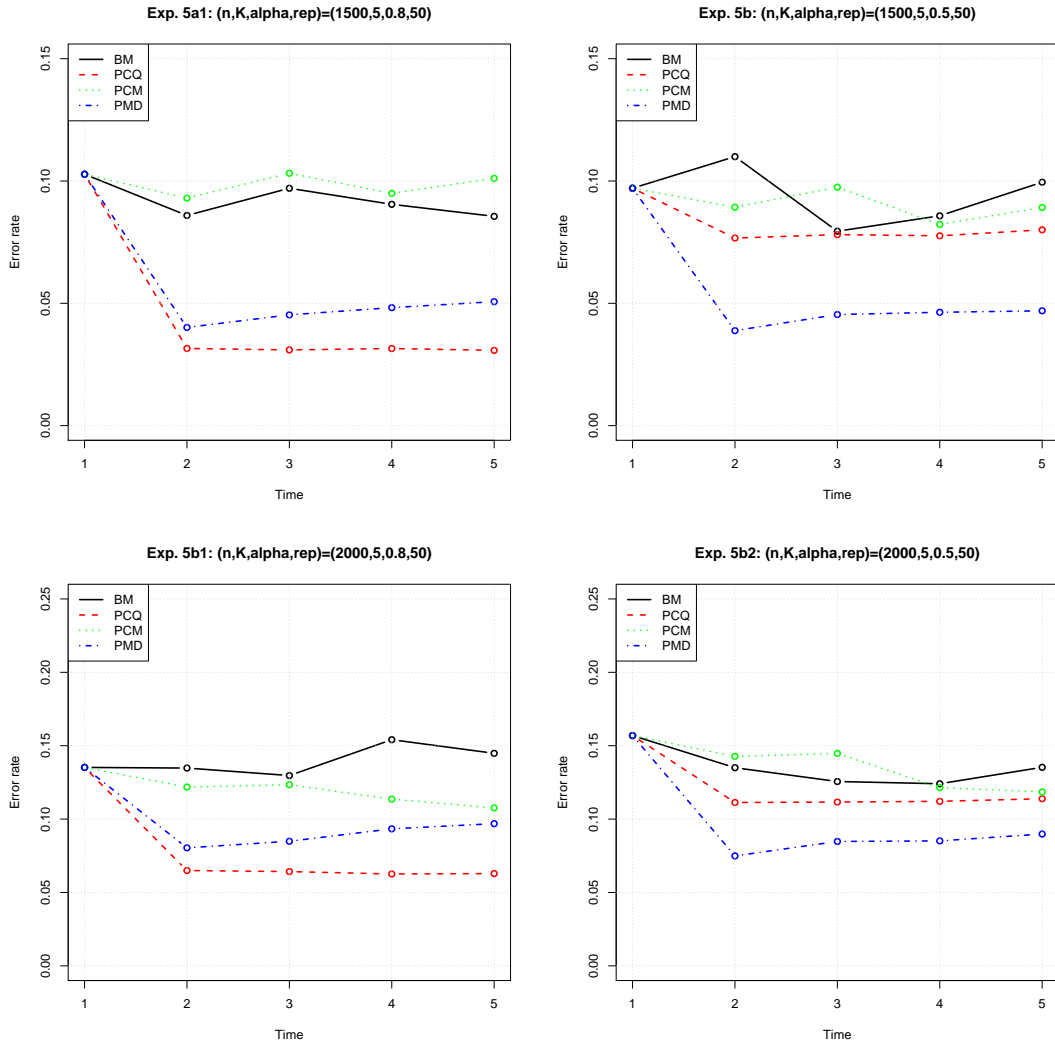 Exp. 5a1: (n,K,alpha,rep)=(1500,5,0.8,50)
BM
PCQ
PCM
PMD
Error rate
0.15
0.10
0.05
0.00
1 2 3 4 5
Time
Exp. 5b: (n,K,alpha,rep)=(1500,5,0.5,50)
BM
PCQ
PCM
PMD
Error rate
0.15
0.10
0.05
0.00
1 2 3 4 5
Time
Exp. 5b1: (n,K,alpha,rep)=(2000,5,0.8,50)
BM
PCQ
PCM
PMD
Error rate
0.25
0.20
0.15
0.10
0.05
0.00
1 2 3 4 5
Time
Exp. 5b2: (n,K,alpha,rep)=(2000,5,0.5,50)
BM
PCQ
PCM
PMD
Error rate
0.25
0.20
0.15
0.10
0.05
0.00
1 2 3 4 5
Time